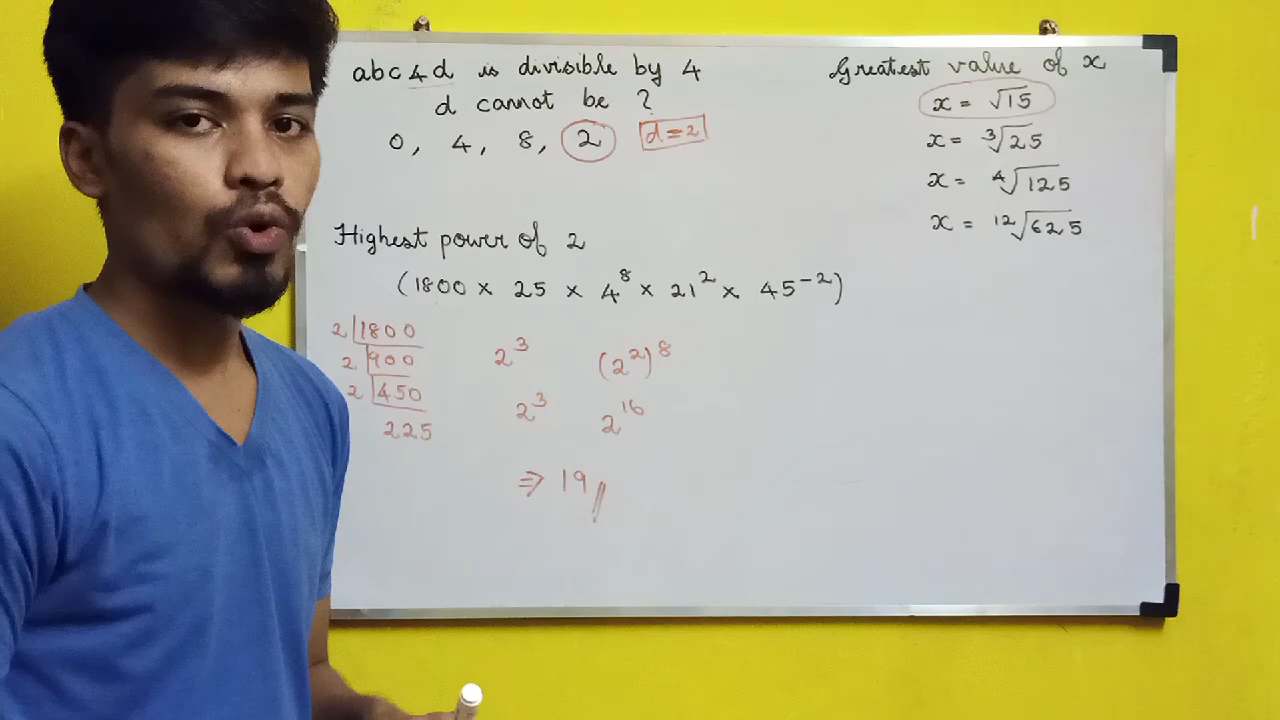 abc4d is divisible by 4
d cannot be ?
0, 4, 8, 2 d=2
Highest power of 2
(1800 × 25 × 4⁸ × 21² × 45⁻²)
2 | 1800
2 | 900
2 | 450
225
2³ (2²)⁸
2³ 2¹⁶
⇒ 19 //
Greatest value of x
x = √15
x = ³√25
x = ⁴√125
x = ¹²√625